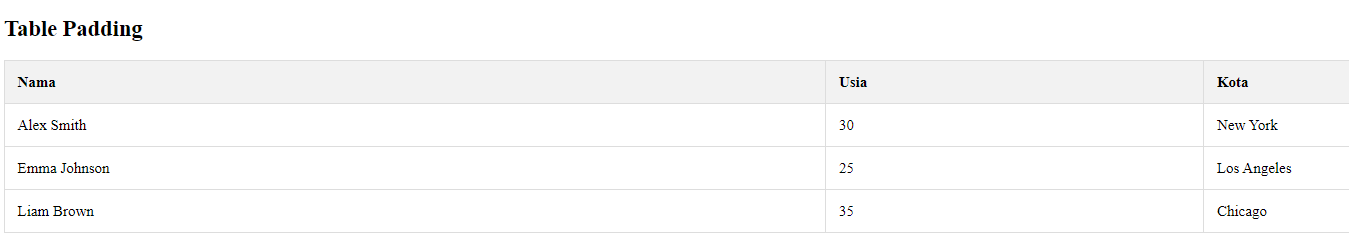 Table Padding
Nama Usia Kota
Alex Smith 30 New York
Emma Johnson 25 Los Angeles
Liam Brown 35 Chicago